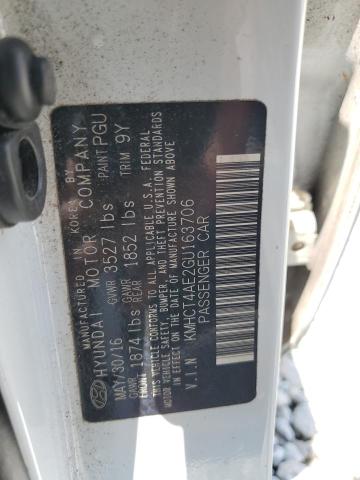 MANUFACTURED IN KOREA BY
HYUNDAI MOTOR COMPANY
MAY/30/16 GVWR 3527 lbs PAINT PGU
GAWR FRONT 1874 lbs GAWR REAR 1852 lbs TRIM 9Y
THIS VEHICLE CONFORMS TO ALL APPLICABLE U.S.A. FEDERAL
MOTOR VEHICLE SAFETY, BUMPER, AND THEFT PREVENTION
STANDARDS IN EFFECT ON THE DATE OF MANUFACTURE SHOWN ABOVE.
V.I.N KMHCT4AE2GU163706
PASSENGER CAR